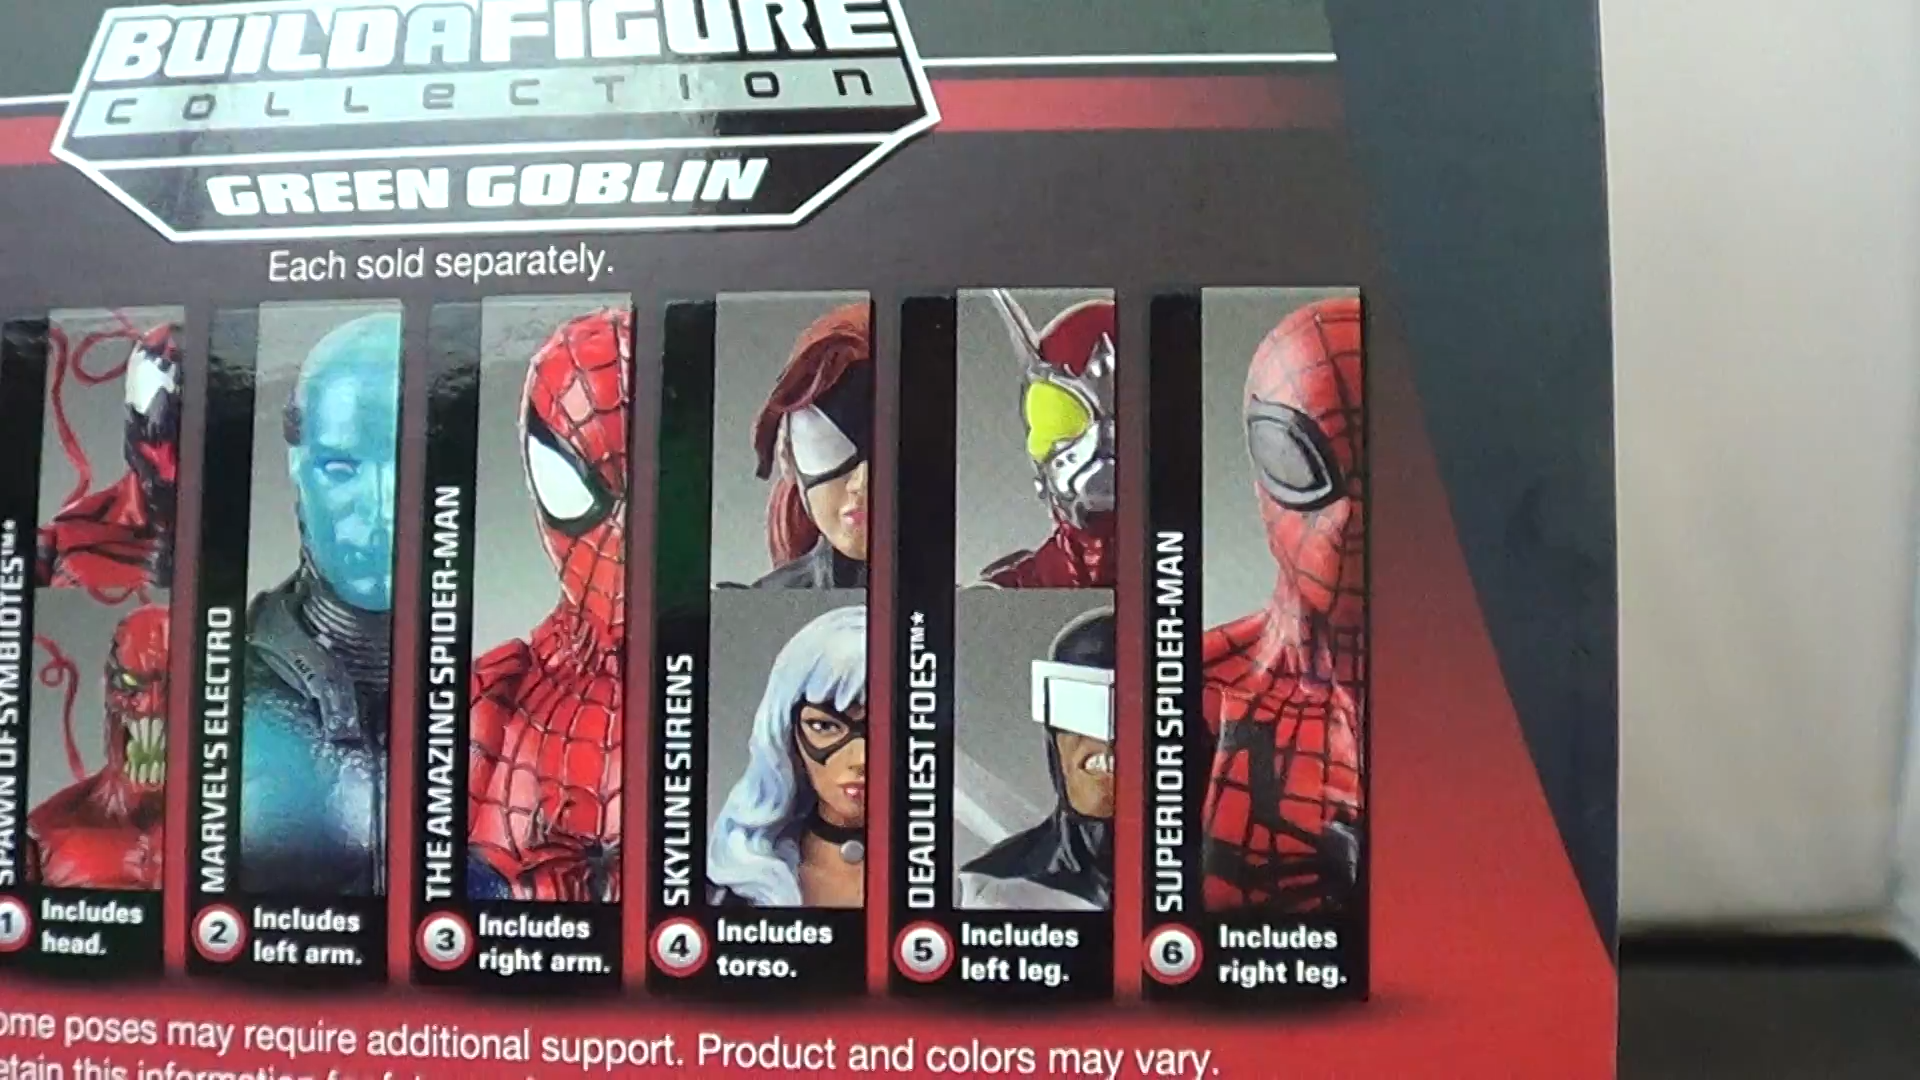 BUILDAFIGURE
COLLECTION
GREEN GOBLIN
Each sold separately.
SPAWN OF SYMBIOTES™*
1 Includes
head.
MARVEL'S ELECTRO
2 Includes
left arm.
THE AMAZING SPIDER-MAN
3 Includes
right arm.
SKYLINE SIRENS
4 Includes
torso.
DEADLIEST FOES™*
5 Includes
left leg.
SUPERIOR SPIDER-MAN
6 Includes
right leg.
ome poses may require additional support. Product and colors may vary.
etain this information